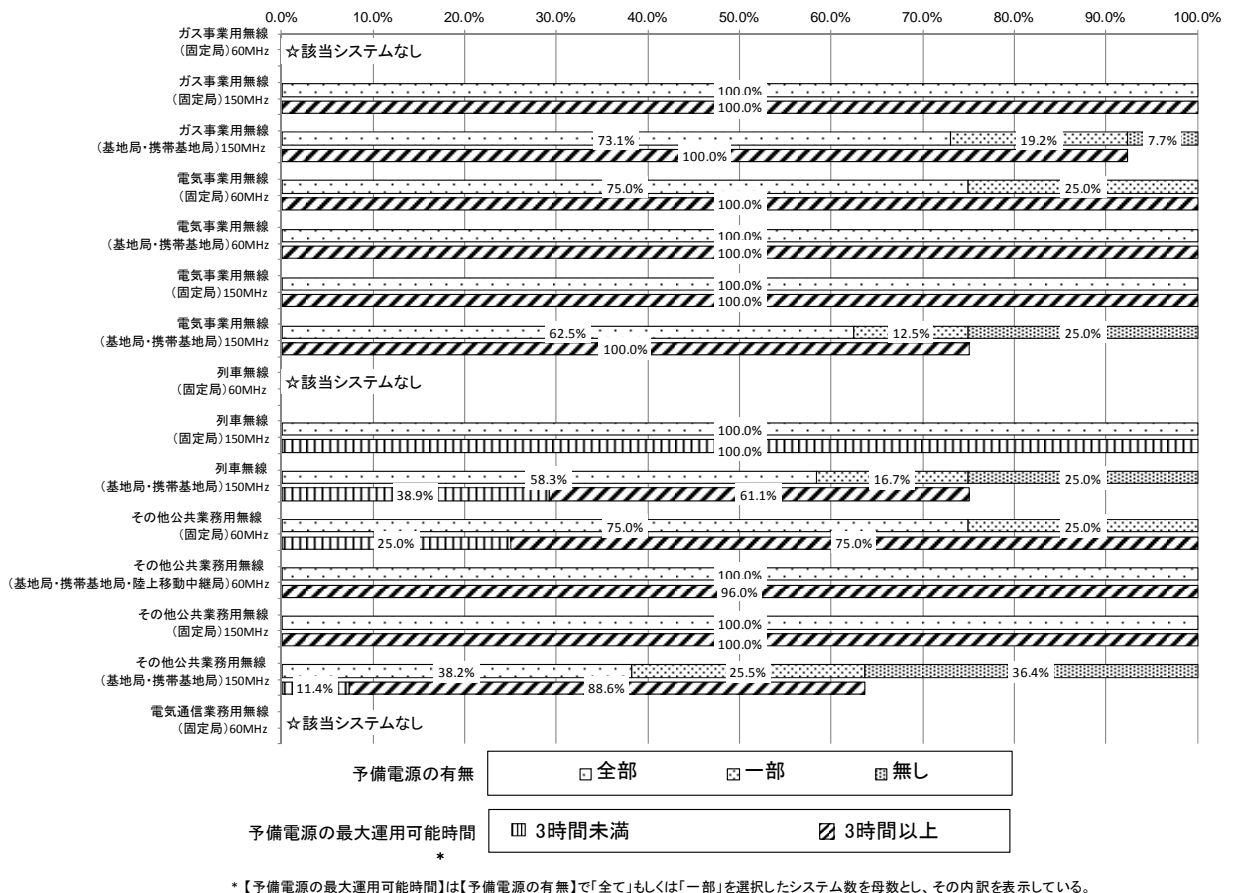 0.0% 10.0% 20.0% 30.0% 40.0% 50.0% 60.0% 70.0% 80.0% 90.0% 100.0%
ガス事業用無線
(固定局)60MHz
☆該当システムなし
ガス事業用無線
(固定局)150MHz
100.0%
100.0%
ガス事業用無線
(基地局・携帯基地局)150MHz
73.1% 19.2% 7.7%
100.0%
電気事業用無線
(固定局)60MHz
75.0% 25.0%
100.0%
電気事業用無線
(基地局・携帯基地局)60MHz
100.0%
100.0%
電気事業用無線
(固定局)150MHz
100.0%
100.0%
電気事業用無線
(基地局・携帯基地局)150MHz
62.5% 12.5% 25.0%
100.0%
列車無線
(固定局)60MHz
☆該当システムなし
列車無線
(固定局)150MHz
100.0%
100.0%
列車無線
(基地局・携帯基地局)150MHz
58.3% 16.7% 25.0%
38.9% 61.1%
その他公共業務用無線
(固定局)60MHz
75.0% 25.0%
25.0% 75.0%
その他公共業務用無線
(基地局・携帯基地局・陸上移動中継局)60MHz
100.0%
96.0%
その他公共業務用無線
(固定局)150MHz
100.0%
100.0%
その他公共業務用無線
(基地局・携帯基地局)150MHz
38.2% 25.5% 36.4%
11.4% 88.6%
電気通信業務用無線
(固定局)60MHz
☆該当システムなし
予備電源の有無 全部 一部 無し
予備電源の最大運用可能時間 3時間未満 3時間以上
*
*【予備電源の最大運用可能時間】は【予備電源の有無】で「全て」もしくは「一部」を選択したシステム数を母数とし、その内訳を表示している。